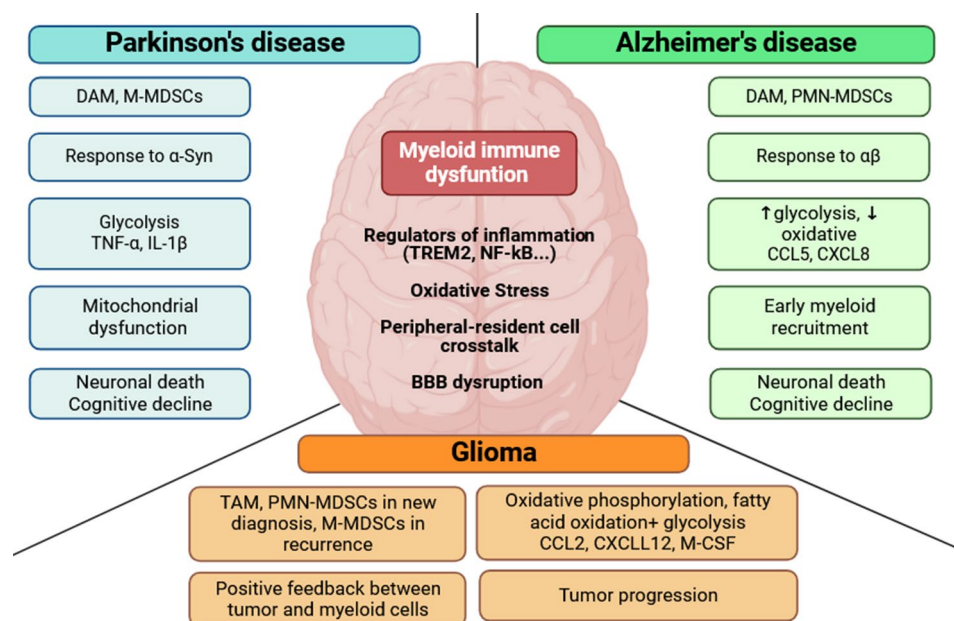 Parkinson's disease
DAM, M-MDSCs
Response to α-Syn
Glycolysis
TNF-α, IL-1β
Mitochondrial
dysfunction
Neuronal death
Cognitive decline
Myeloid immune
dysfuntion
Regulators of inflammation
(TREM2, NF-kB...)
Oxidative Stress
Peripheral-resident cell
crosstalk
BBB dysruption
Alzheimer's disease
DAM, PMN-MDSCs
Response to αβ
↑glycolysis, ↓
oxidative
CCL5, CXCL8
Early myeloid
recruitment
Neuronal death
Cognitive decline
Glioma
TAM, PMN-MDSCs in new
diagnosis, M-MDSCs in
recurrence
Oxidative phosphorylation, fatty
acid oxidation+ glycolysis
CCL2, CXCLL12, M-CSF
Positive feedback between
tumor and myeloid cells
Tumor progression